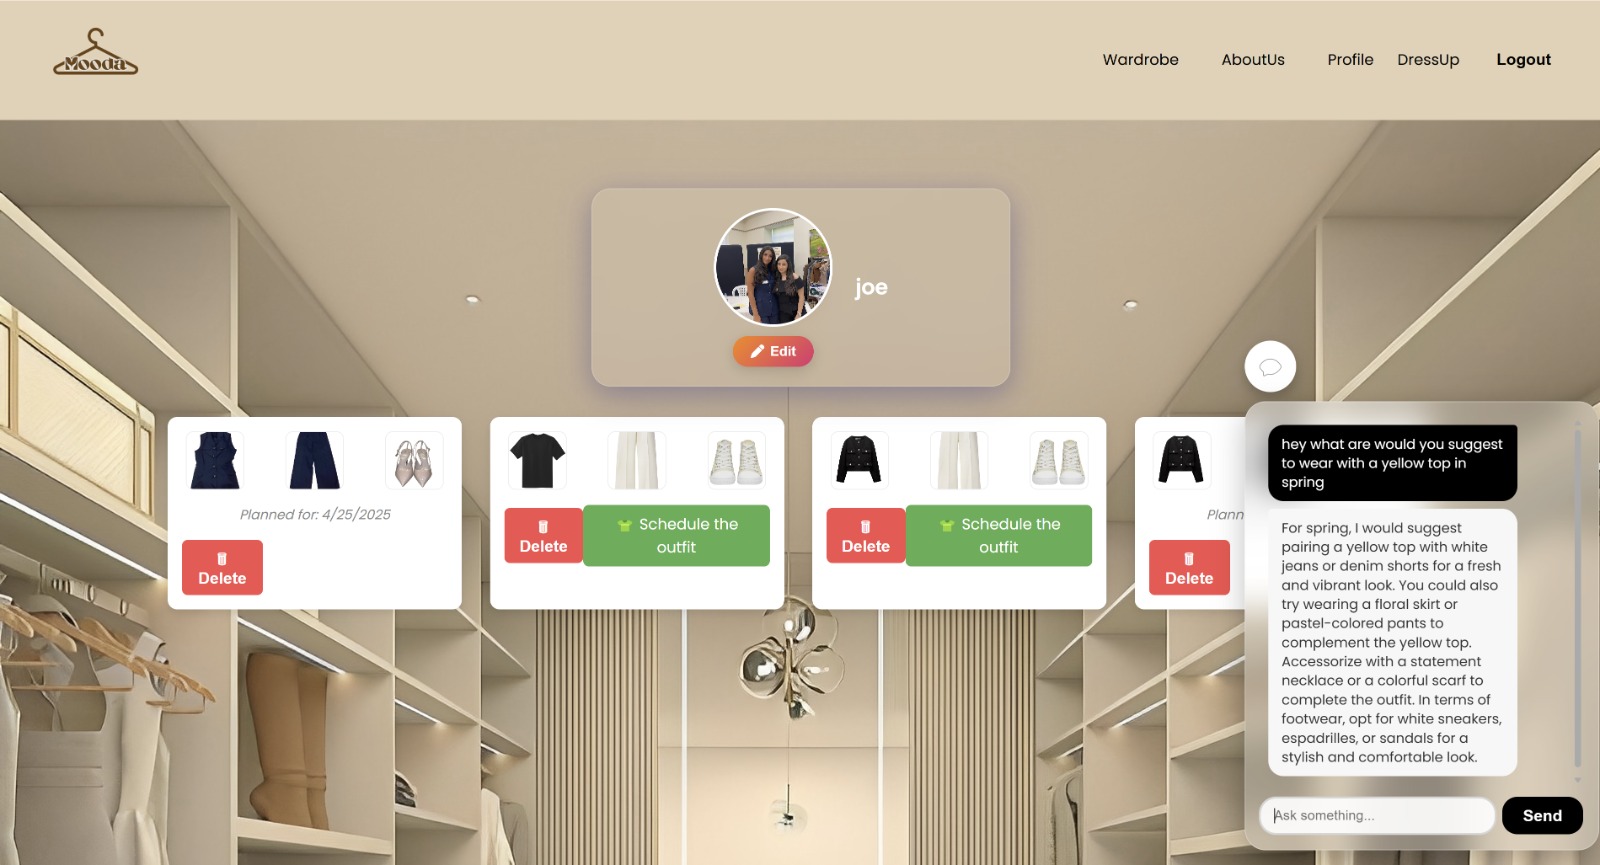 Mooda
Wardrobe
AboutUs
Profile
DressUp
Logout
joe
Edit
Planned for: 4/25/2025
Delete
Delete
Schedule the
outfit
Delete
Schedule the
outfit
Plann
Delete
hey what are would you suggest
to wear with a yellow top in
spring
For spring, I would suggest
pairing a yellow top with white
jeans or denim shorts for a fresh
and vibrant look. You could also
try wearing a floral skirt or
pastel-colored pants to
complement the yellow top.
Accessorize with a statement
necklace or a colorful scarf to
complete the outfit. In terms of
footwear, opt for white sneakers,
espadrilles, or sandals for a
stylish and comfortable look.
Ask something...
Send